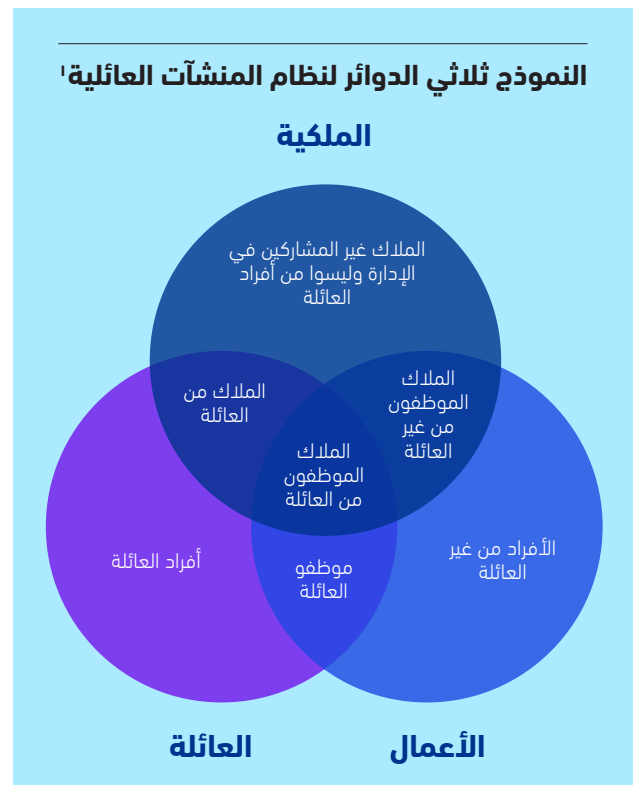 النموذج ثلاثي الدوائر لنظام المنشآت العائلية¹
الملكية
الملاك غير المشاركين في
الإدارة وليسوا من أفراد
العائلة
الملاك
الموظفون
من غير
العائلة
الملاك من
العائلة
الملاك
الموظفون
من العائلة
الأفراد من غير
العائلة
موظفو
العائلة
أفراد العائلة
الأعمال
العائلة